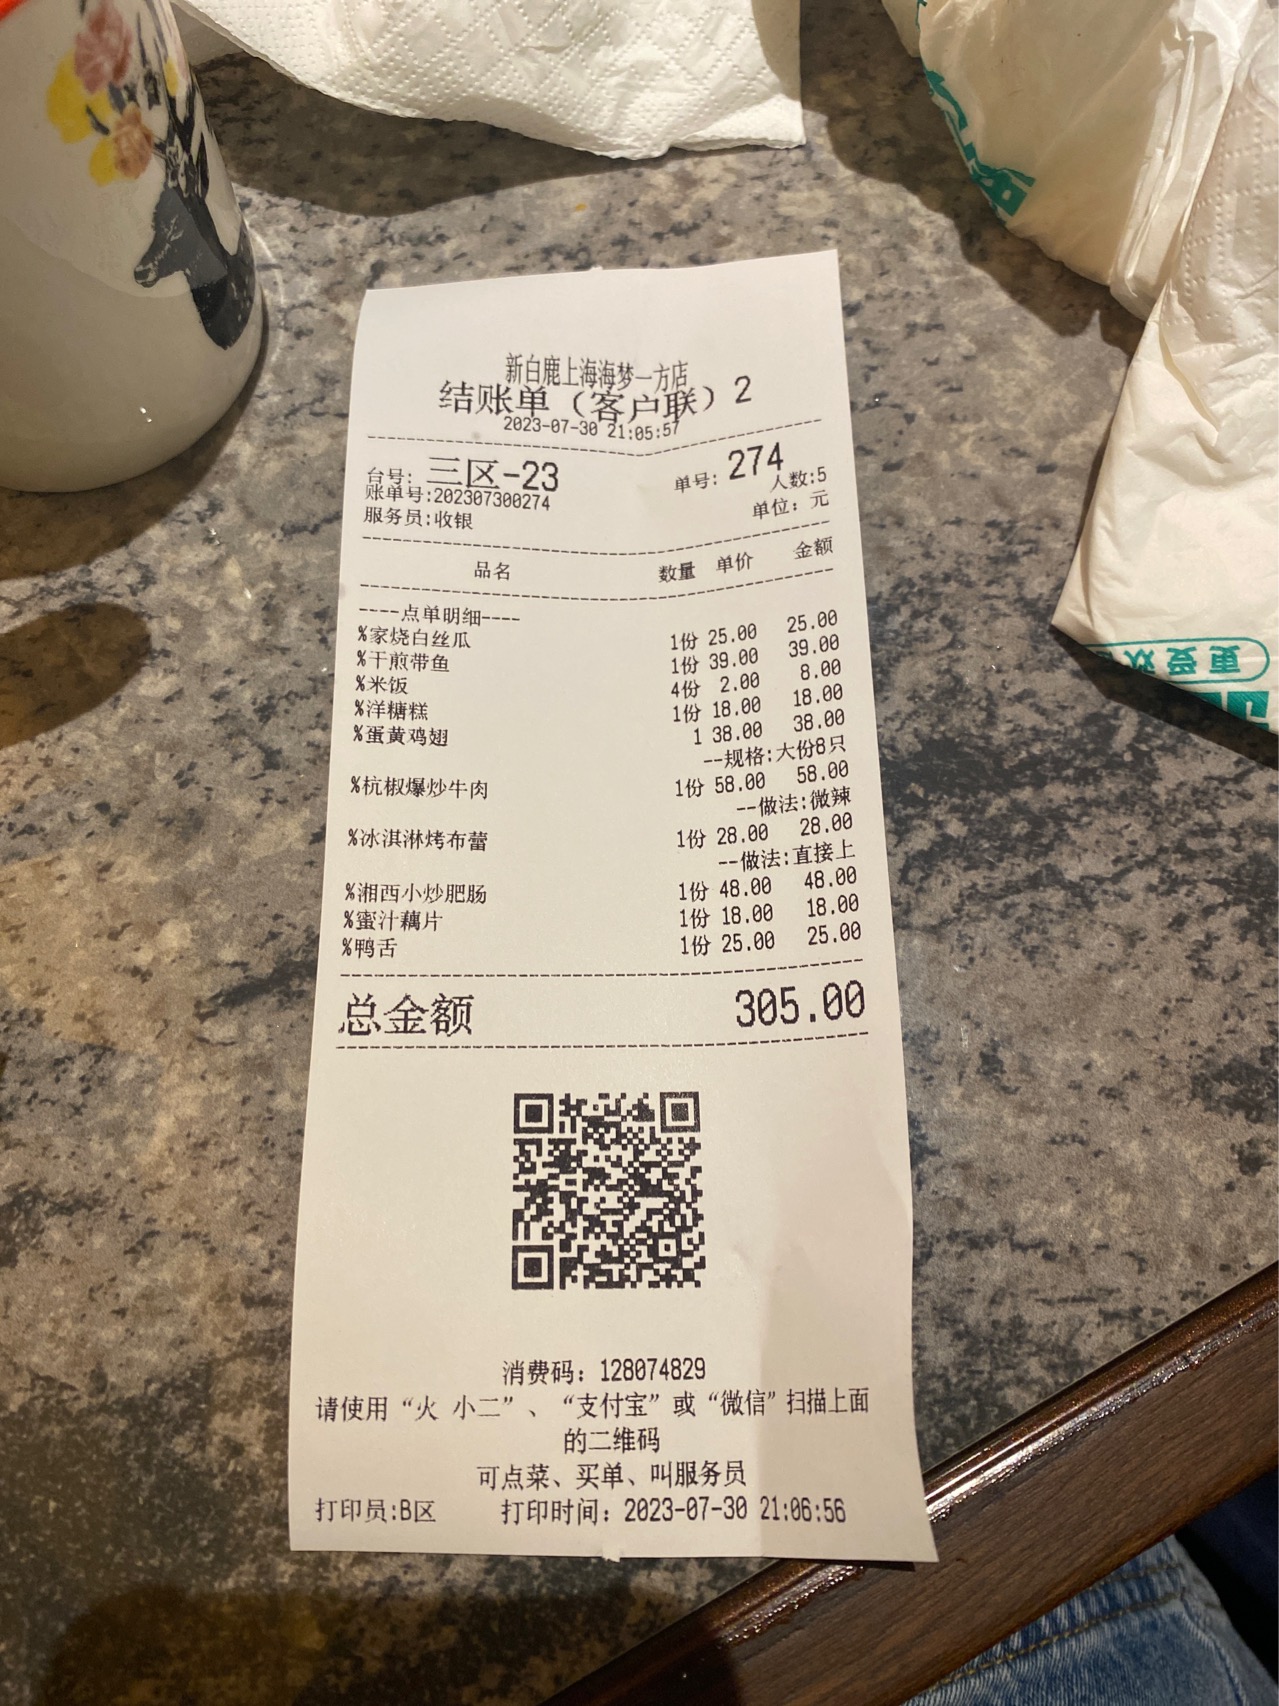 新白鹿上海海梦一方店
结账单（客户联）2
2023-07-30 21:05:57
台号: 三区-23 单号: 274
账单号:202307300274 人数:5
服务员:收银 单位: 元
品名 数量 单价 金额
----点单明细----
%家烧白丝瓜 1份 25.00 25.00
%干煎带鱼 1份 39.00 39.00
%米饭 4份 2.00 8.00
%洋糖糕 1份 18.00 18.00
%蛋黄鸡翅 1 38.00 38.00
--规格:大份8只
%杭椒爆炒牛肉 1份 58.00 58.00
--做法:微辣
%冰淇淋烤布蕾 1份 28.00 28.00
--做法:直接上
%湘西小炒肥肠 1份 48.00 48.00
%蜜汁藕片 1份 18.00 18.00
%鸭舌 1份 25.00 25.00
总金额 305.00
消费码: 128074829
请使用“火 小二”、“支付宝”或“微信”扫描上面
的二维码
可点菜、买单、叫服务员
打印员:B区 打印时间: 2023-07-30 21:06:56
更受欢